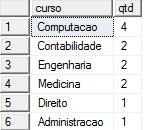 curso qtd
1 Computacao 4
2 Contabilidade 2
3 Engenharia 2
4 Medicina 2
5 Direito 1
6 Administracao 1